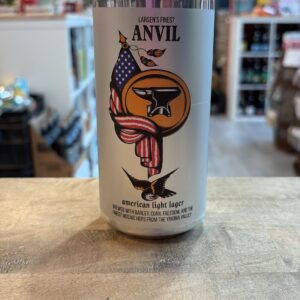 LARSEN'S FINEST
ANVIL
american light lager
BREWED WITH BARLEY, CORN, FREEDOM, AND THE
FINEST MOSAIC HOPS FROM THE YAKIMA VALLEY